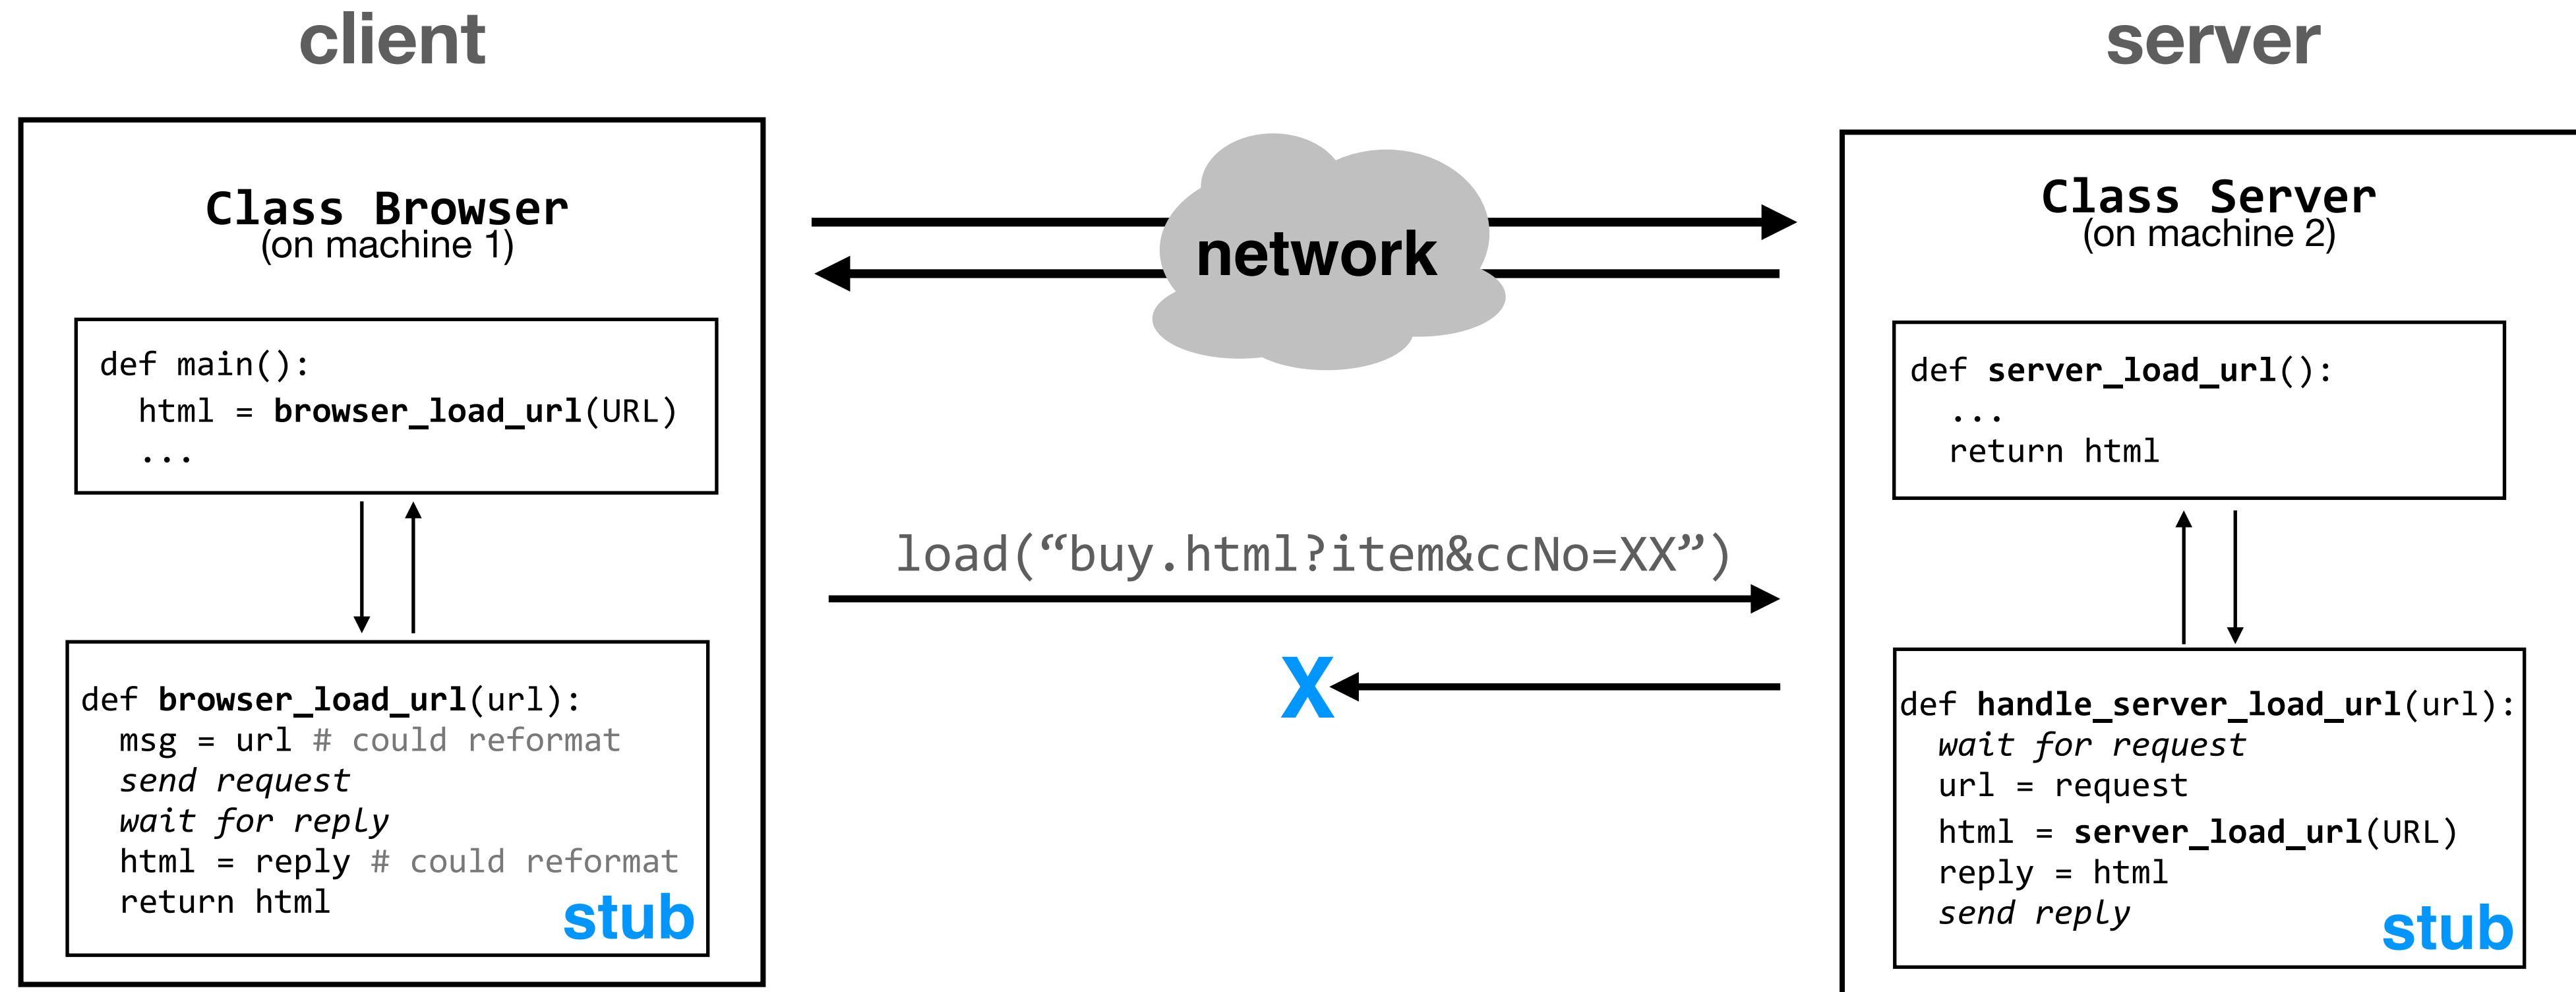 client
server
Class Browser
(on machine 1)
def main():
  html = browser_load_url(URL)
  ...
def browser_load_url(url):
  msg = url # could reformat
  send request
  wait for reply
  html = reply # could reformat
  return html
stub
network
load(“buy.html?item&ccNo=XX”)
X
Class Server
(on machine 2)
def server_load_url():
  ...
  return html
def handle_server_load_url(url):
  wait for request
  url = request
  html = server_load_url(URL)
  reply = html
  send reply
stub